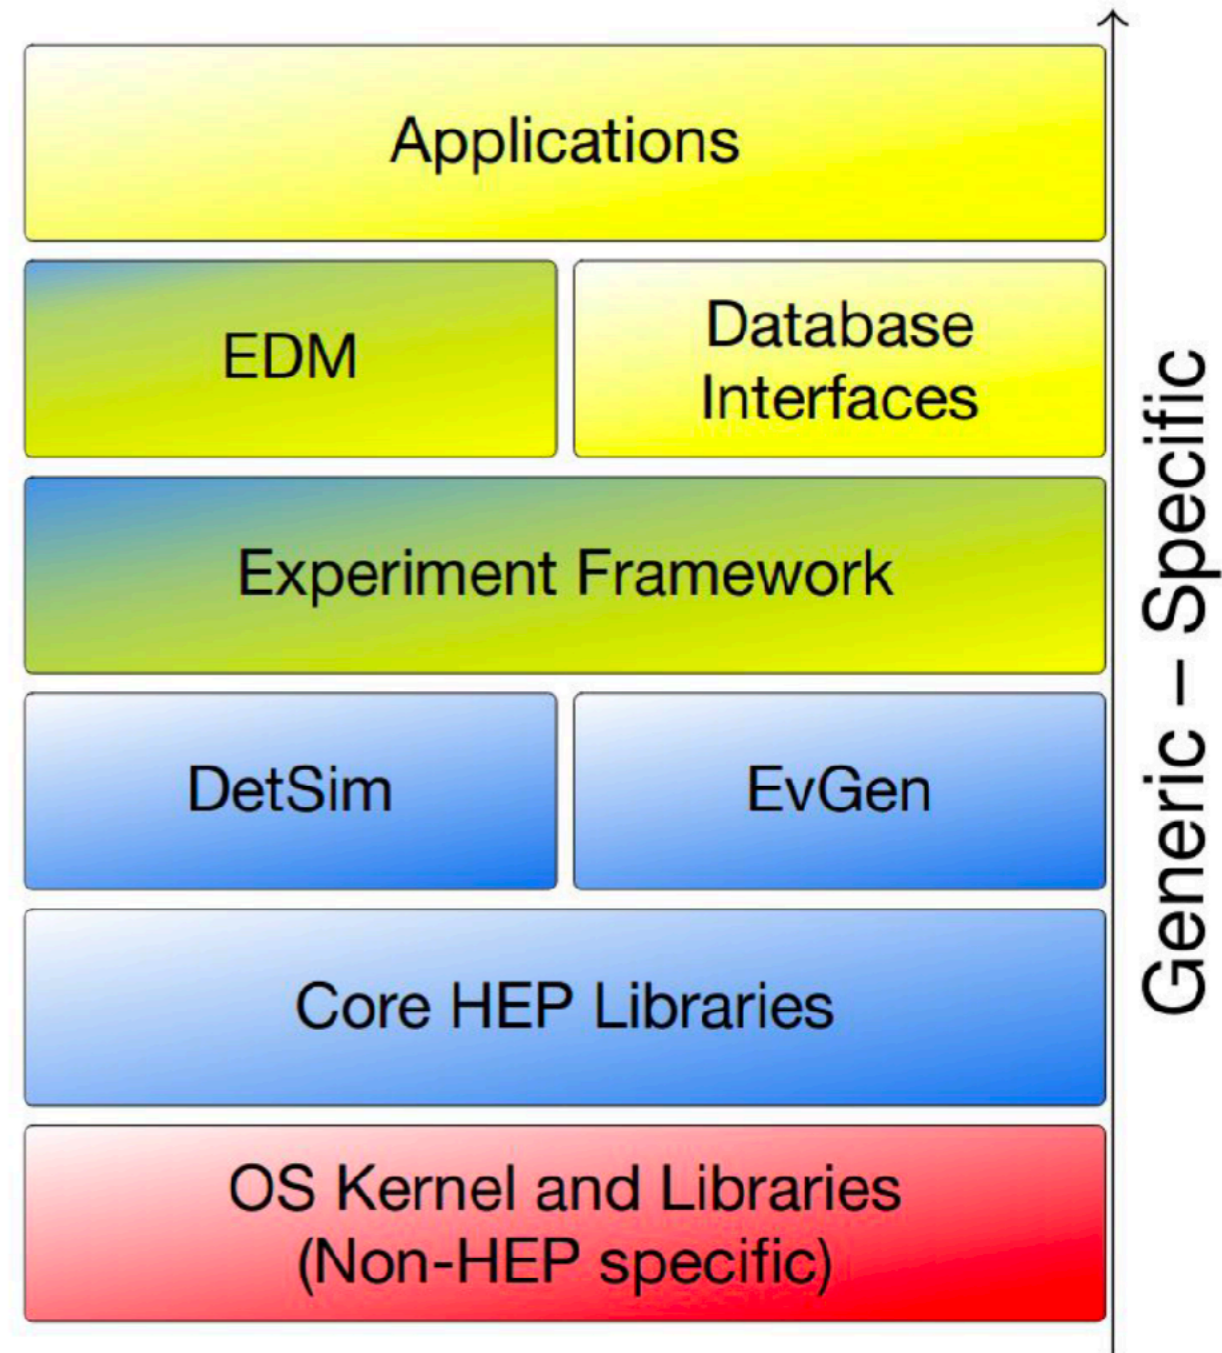 Applications
EDM
Database
Interfaces
Experiment Framework
DetSim
EvGen
Core HEP Libraries
OS Kernel and Libraries
(Non-HEP specific)
Generic – Specific